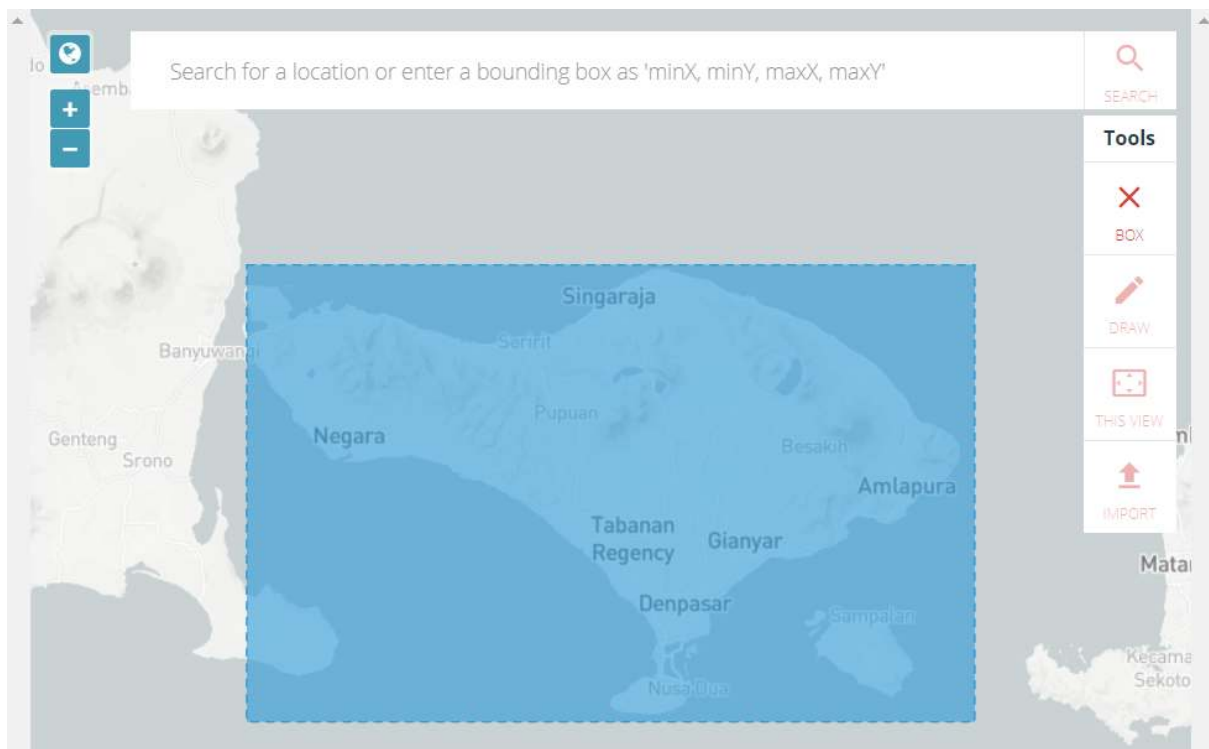 Search for a location or enter a bounding box as 'minX, minY, maxX, maxY'
SEARCH
Tools
BOX
DRAW
THIS VIEW
IMPORT
Singaraja
Seririt
Banyuwangi
Pupuan
Negara
Genteng
Srono
Besakih
Amlapura
Tabanan
Regency
Gianyar
Denpasar
Sampalan
Nusa Dua
Matar
Kecama
Sekoto